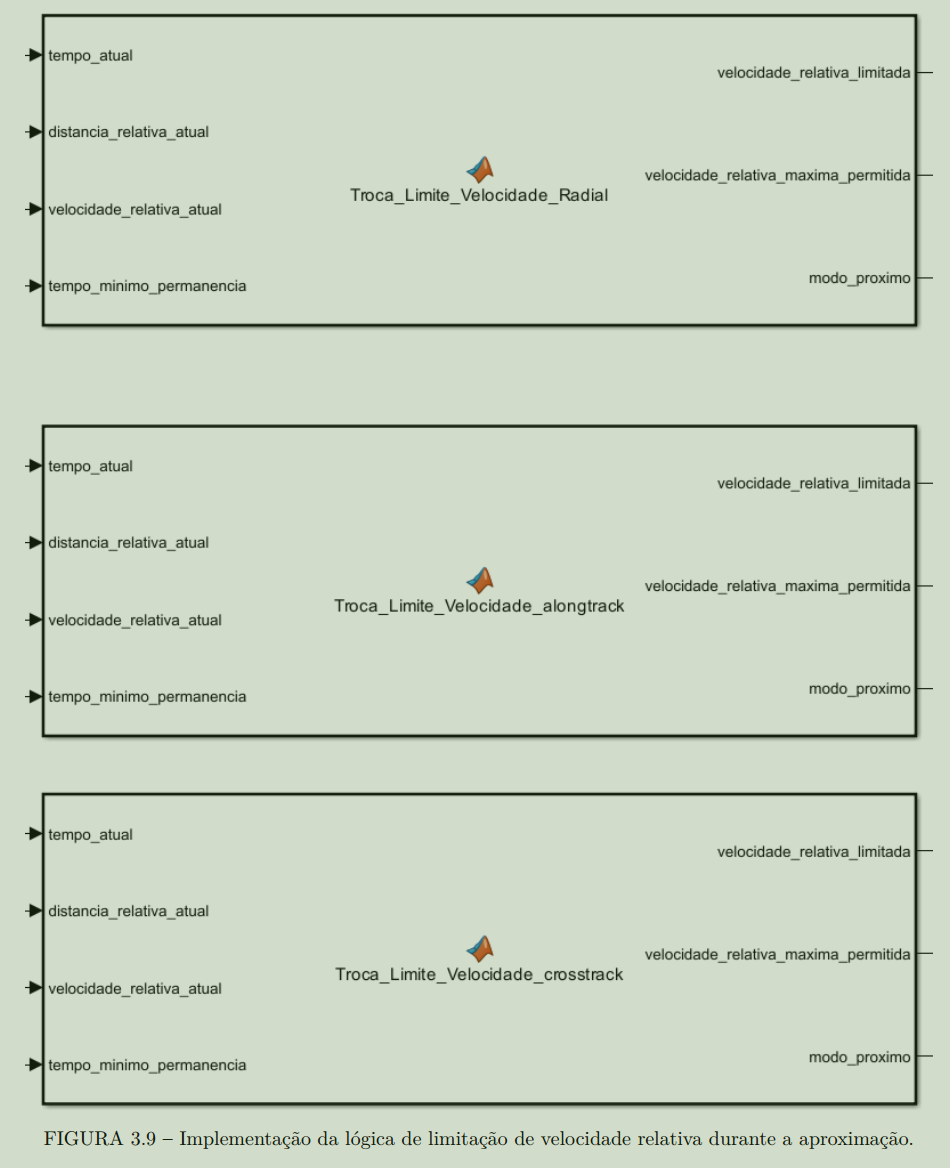 tempo_atual
velocidade_relativa_limitada
distancia_relativa_atual
velocidade_relativa_maxima_permitida
Troca_Limite_Velocidade_Radial
velocidade_relativa_atual
modo_proximo
tempo_minimo_permanencia
tempo_atual
velocidade_relativa_limitada
distancia_relativa_atual
velocidade_relativa_maxima_permitida
Troca_Limite_Velocidade_alongtrack
velocidade_relativa_atual
modo_proximo
tempo_minimo_permanencia
tempo_atual
velocidade_relativa_limitada
distancia_relativa_atual
velocidade_relativa_maxima_permitida
Troca_Limite_Velocidade_crosstrack
velocidade_relativa_atual
modo_proximo
tempo_minimo_permanencia
FIGURA 3.9 – Implementação da lógica de limitação de velocidade relativa durante a aproximação.